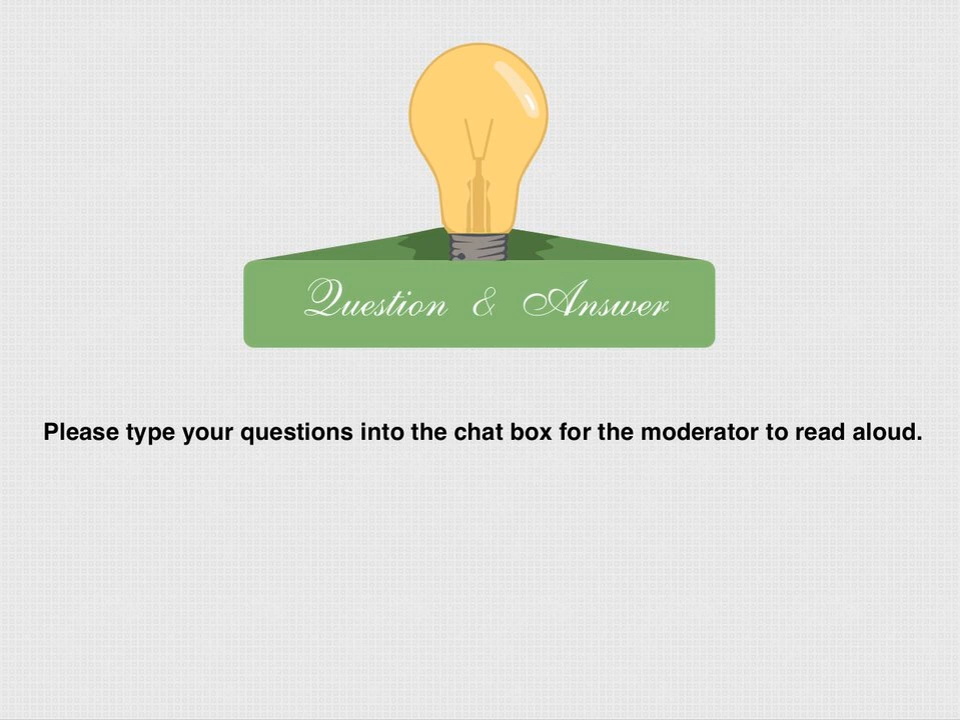 Question & Answer
Please type your questions into the chat box for the moderator to read aloud.